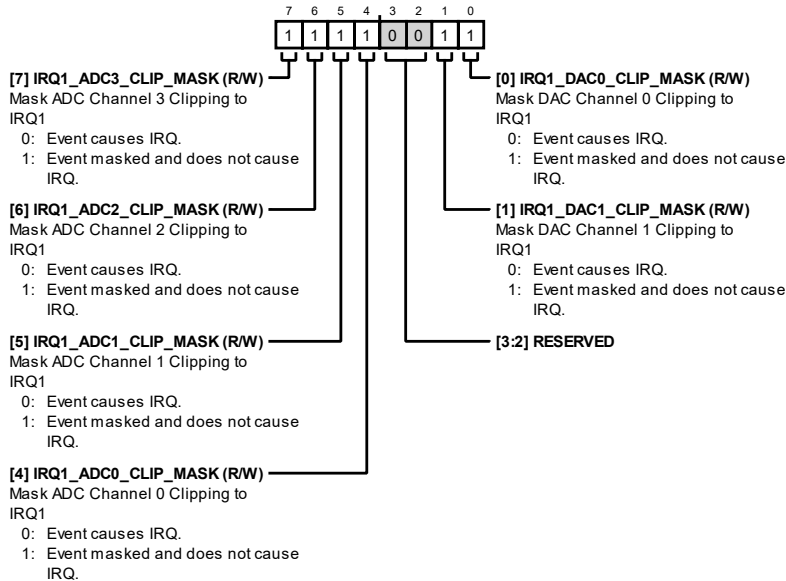 7 6 5 4 3 2 1 0
1 1 1 1 0 0 1 1
[7] IRQ1_ADC3_CLIP_MASK (R/W)
Mask ADC Channel 3 Clipping to
IRQ1
0: Event causes IRQ.
1: Event masked and does not cause
IRQ.
[6] IRQ1_ADC2_CLIP_MASK (R/W)
Mask ADC Channel 2 Clipping to
IRQ1
0: Event causes IRQ.
1: Event masked and does not cause
IRQ.
[5] IRQ1_ADC1_CLIP_MASK (R/W)
Mask ADC Channel 1 Clipping to
IRQ1
0: Event causes IRQ.
1: Event masked and does not cause
IRQ.
[4] IRQ1_ADC0_CLIP_MASK (R/W)
Mask ADC Channel 0 Clipping to
IRQ1
0: Event causes IRQ.
1: Event masked and does not cause
IRQ.
[0] IRQ1_DAC0_CLIP_MASK (R/W)
Mask DAC Channel 0 Clipping to
IRQ1
0: Event causes IRQ.
1: Event masked and does not cause
IRQ.
[1] IRQ1_DAC1_CLIP_MASK (R/W)
Mask DAC Channel 1 Clipping to
IRQ1
0: Event causes IRQ.
1: Event masked and does not cause
IRQ.
[3:2] RESERVED